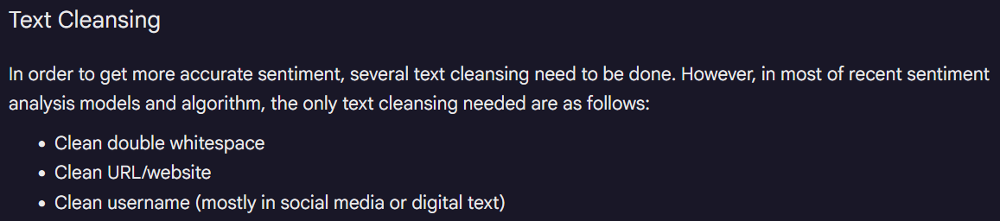 Text Cleansing
In order to get more accurate sentiment, several text cleansing need to be done. However, in most of recent sentiment
analysis models and algorithm, the only text cleansing needed are as follows:
• Clean double whitespace
• Clean URL/website
• Clean username (mostly in social media or digital text)